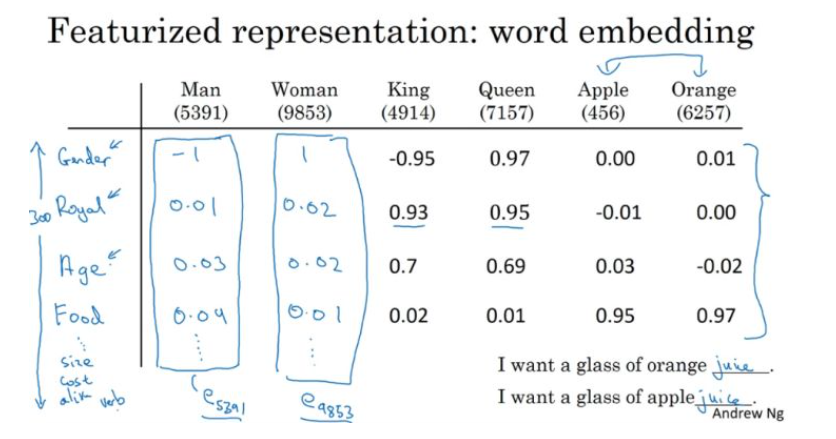 Featurized representation: word embedding
Man Woman King Queen Apple Orange
(5391) (9853) (4914) (7157) (456) (6257)
Gender -1 1 -0.95 0.97 0.00 0.01
300 Royal 0.01 0.02 0.93 0.95 -0.01 0.00
Age 0.03 0.02 0.7 0.69 0.03 -0.02
Food 0.04 0.01 0.02 0.01 0.95 0.97
size
cost
aliv verb
I want a glass of orange juice.
I want a glass of apple juice.
e5391 e9853
Andrew Ng